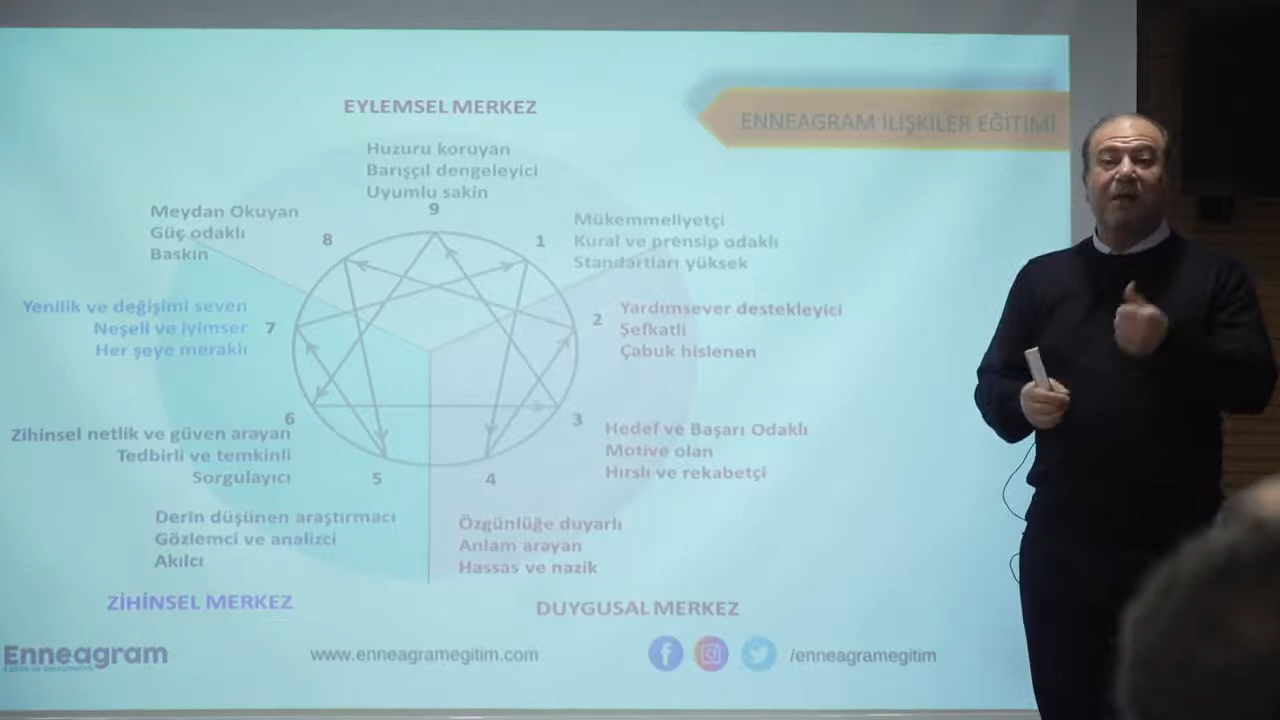 EYLEMSEL MERKEZ
ENNEAGRAM İLİŞKİLER EĞİTİMİ
Huzuru koruyan
Barışçıl dengeleyici
Uyumlu sakin
9
Meydan Okuyan
Güç odaklı
Baskın
8
1
Mükemmeliyetçi
Kural ve prensip odaklı
Standartları yüksek
Yenilik ve değişimi seven
Neşeli ve iyimser
Her şeye meraklı
7
2
Yardımsever destekleyici
Şefkatli
Çabuk hislenen
6
Zihinsel netlik ve güven arayan
Tedbirli ve temkinli
Sorgulayıcı
3
Hedef ve Başarı Odaklı
Motive olan
Hırslı ve rekabetçi
5
Derin düşünen araştırmacı
Gözlemci ve analizci
Akılcı
4
Özgünlüğe duyarlı
Anlam arayan
Hassas ve nazik
ZİHİNSEL MERKEZ
DUYGUSAL MERKEZ
Enneagram
www.enneagramegitim.com
/enneagramegitim